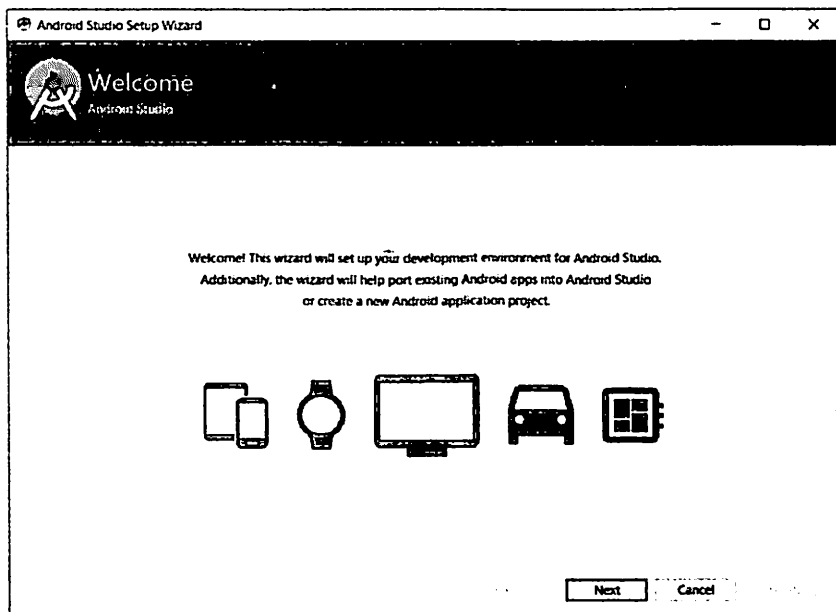 Android Studio Setup Wizard
Welcome
Android Studio
Welcome! This wizard will set up your development environment for Android Studio.
Additionally, the wizard will help port existing Android apps into Android Studio
or create a new Android application project.
Next
Cancel